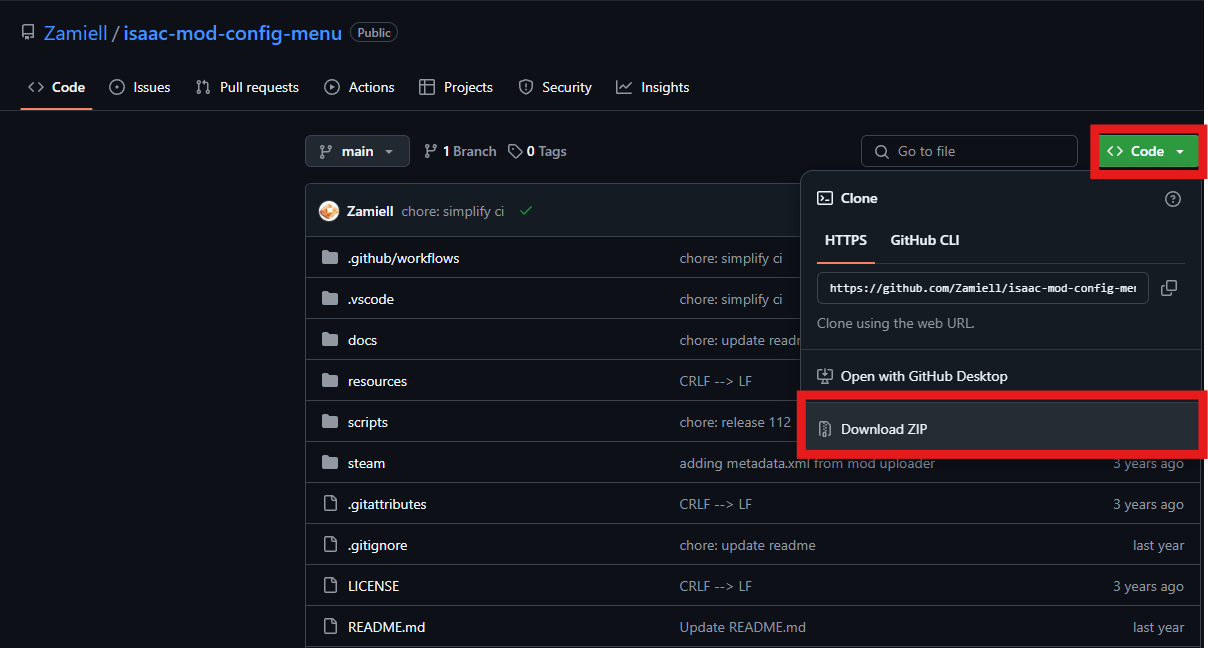 Zamiell / isaac-mod-config-menu Public
Code Issues Pull requests Actions Projects Security Insights
main 1 Branch 0 Tags Go to file Code
Zamiell chore: simplify ci
Clone
HTTPS GitHub CLI
https://github.com/Zamiell/isaac-mod-config-me
Clone using the web URL.
Open with GitHub Desktop
Download ZIP
.github/workflows chore: simplify ci
.vscode chore: simplify ci
docs chore: update
resources CRLF --> LF
scripts chore: release 112
steam adding metadata.xml from mod uploader 3 years ago
.gitattributes CRLF --> LF 3 years ago
.gitignore chore: update readme last year
LICENSE CRLF --> LF 3 years ago
README.md Update README.md last year